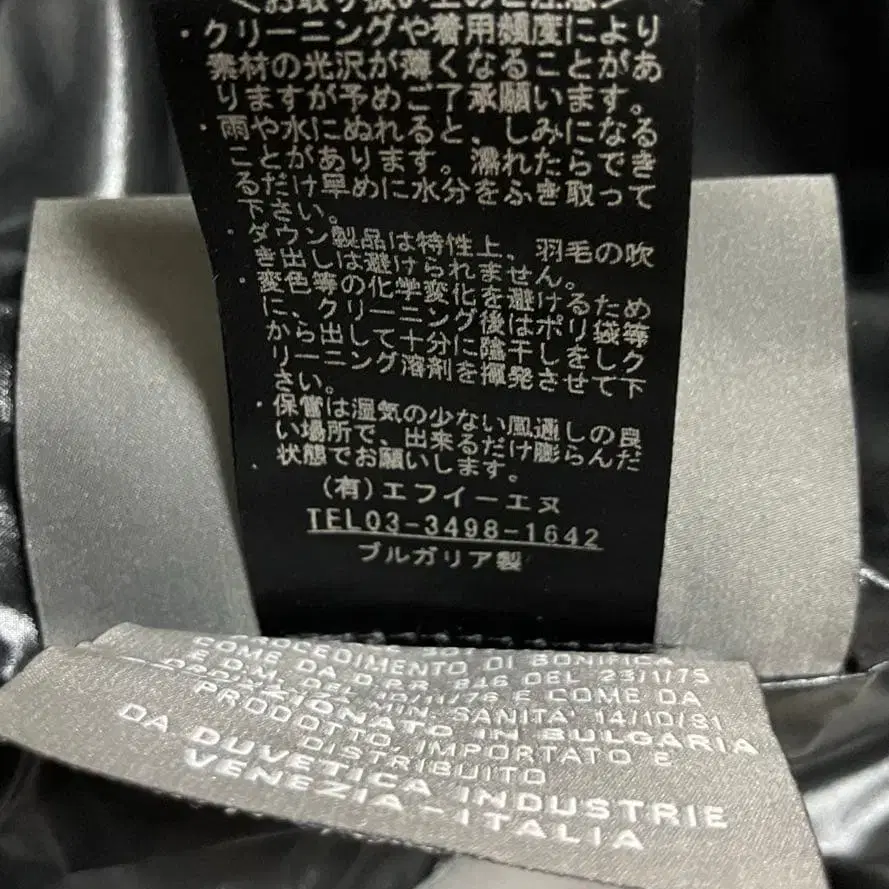 <お取り扱い上のご注意>
・クリーニングや着用頻度により
素材の光沢が薄くなることがあ
りますが予めご了承願います。
・雨や水にぬれると、しみになる
ことがあります。濡れたらでき
るだけ早めに水分をふき取って
下さい。
・ダウン製品は特性上、羽毛の吹
き出しは避けられません。
・変色等の化学変化を避けるため
に、クリーニング後はポリ袋等
から出して十分に陰干しをしク
リーニング溶剤を揮発させて下
さい。
・保管は湿気の少ない風通しの良
い場所で、出来るだけ膨らんだ
状態でお願いします。
(有)エフイーエヌ
TEL03-3498-1642
ブルガリア製
PROCEDIMENTO DI BONIFICA
E D.M. DA D.P.R. 846 DEL 23/1/75
DEL 10/11/76 E COME DA
MIN. SANITA' 14/10/81
PRODOTTO IN BULGARIA
IMPORTATO E
DISTRIBUITO
DA DUVETICA INDUSTRIE
VENEZIA - ITALIA